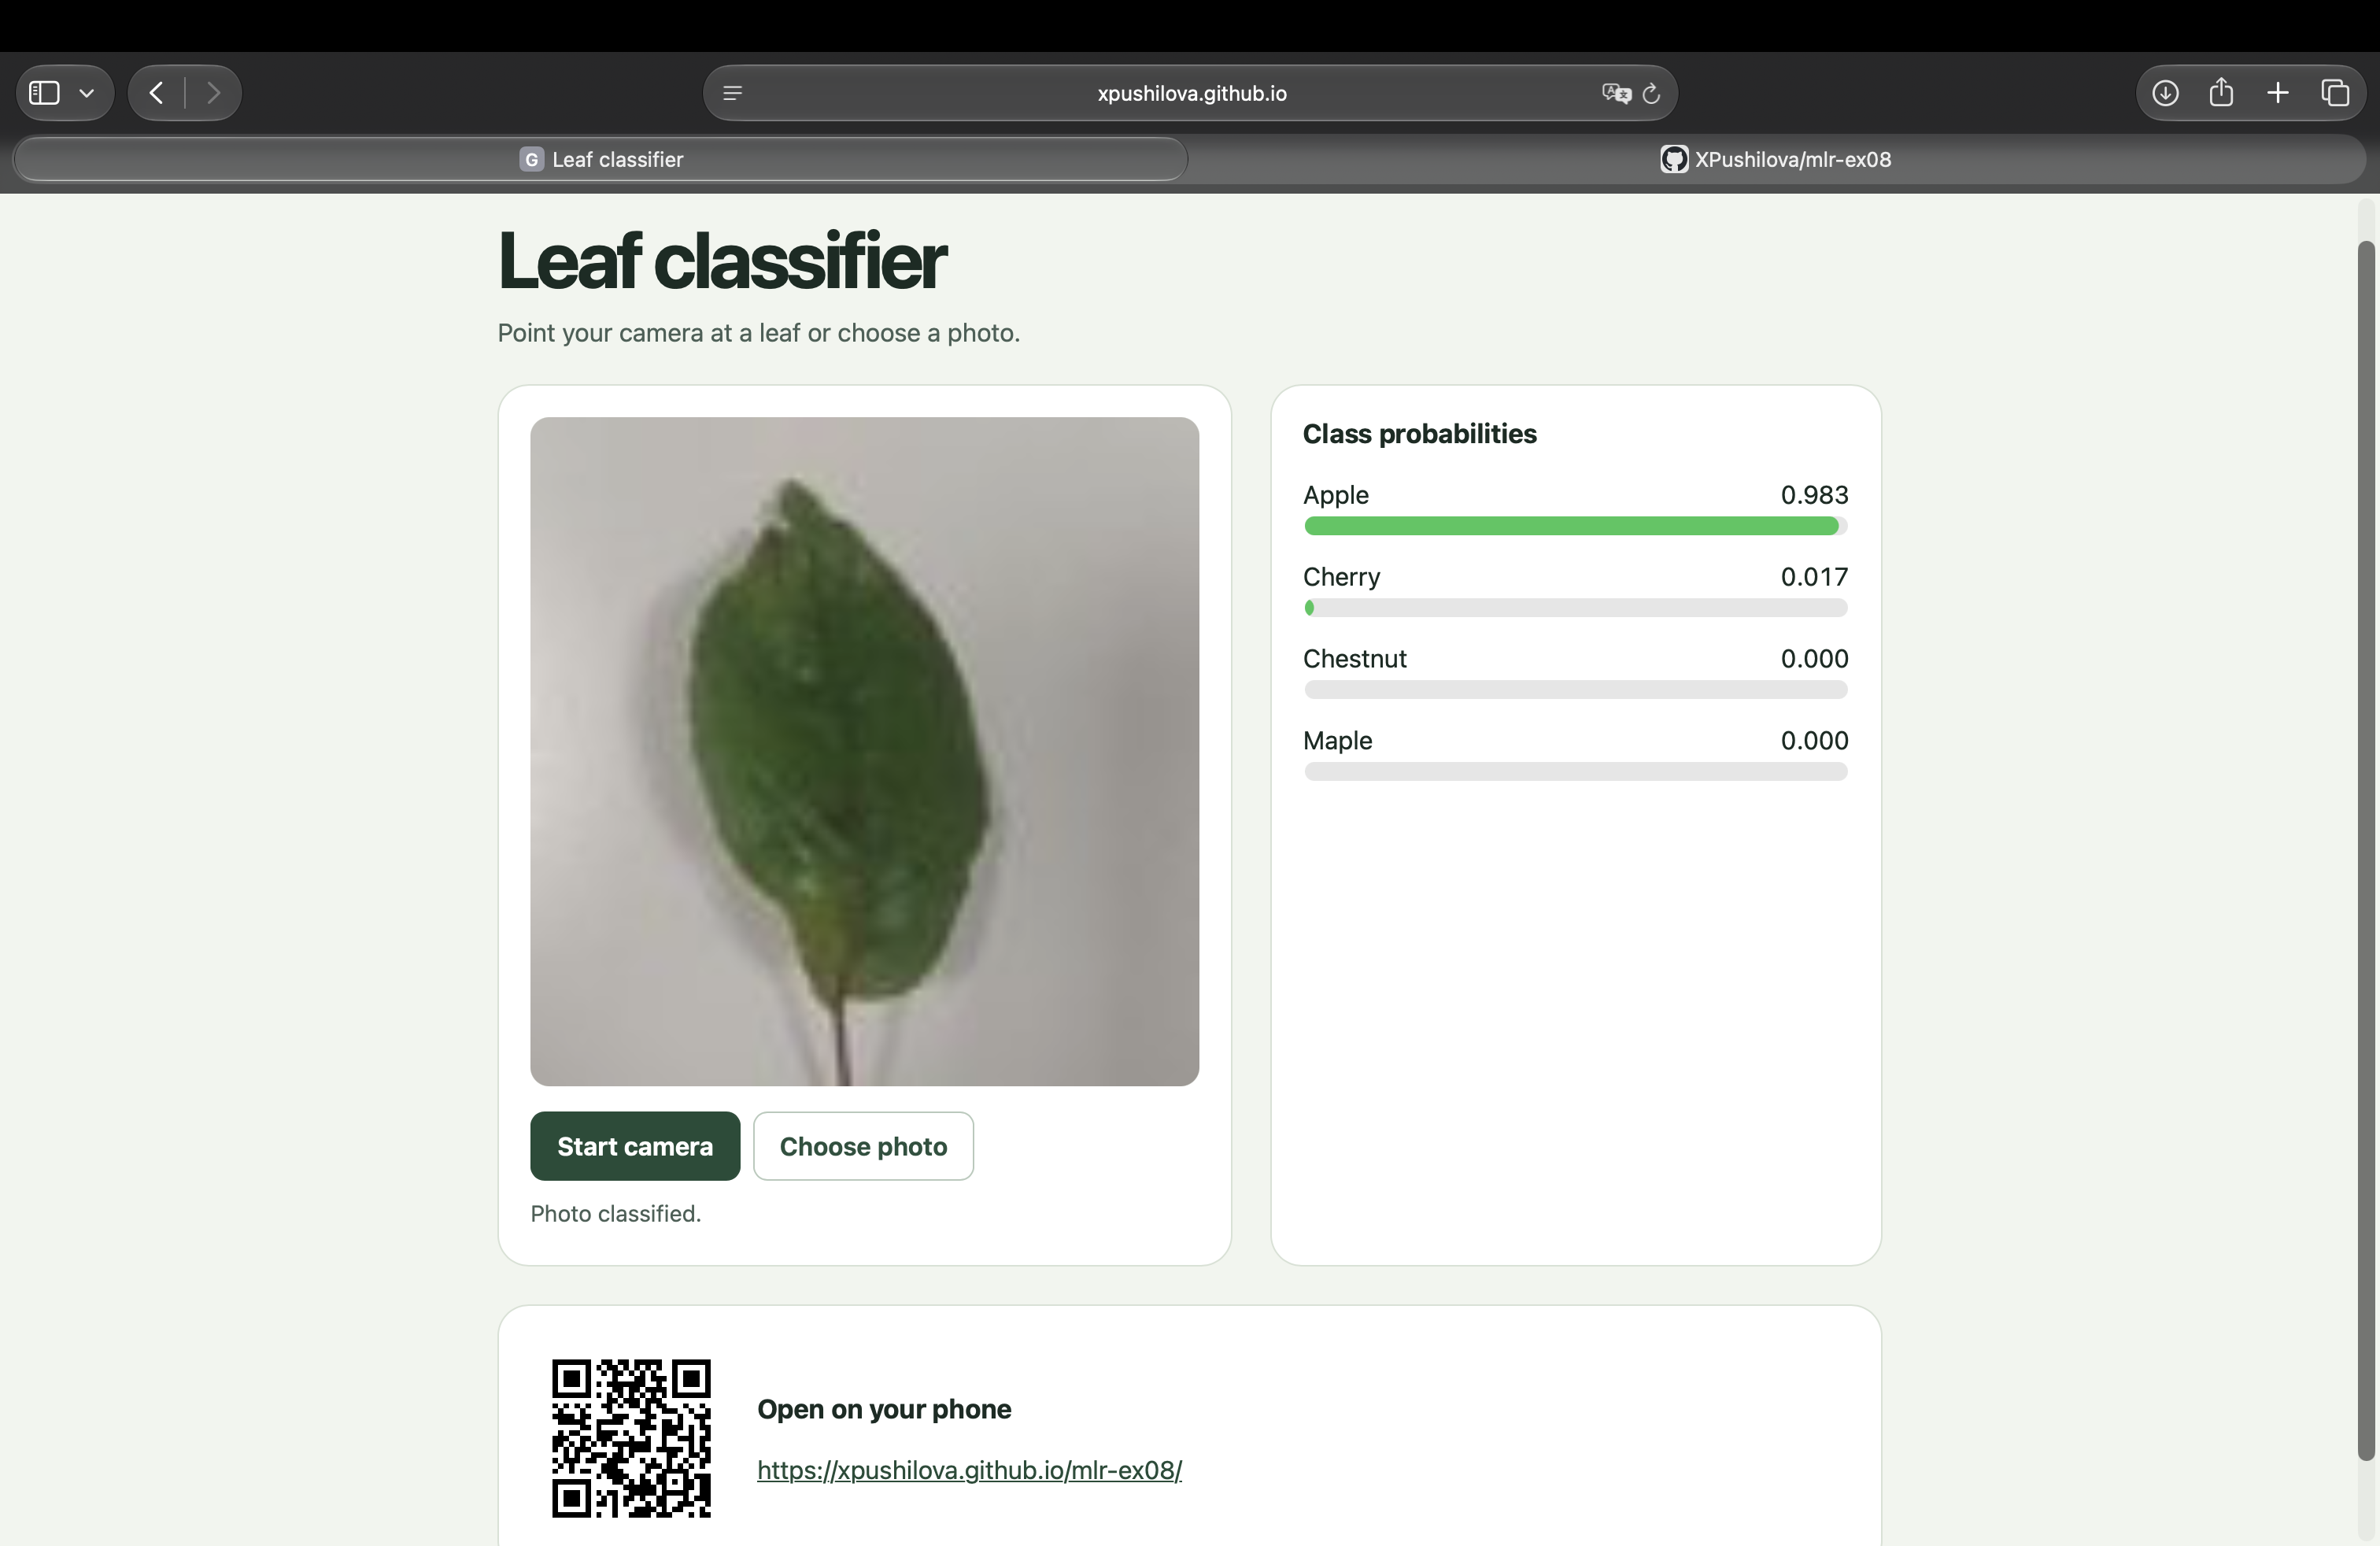 xpushilova.github.io
G Leaf classifier
XPushilova/mlr-ex08
Leaf classifier
Point your camera at a leaf or choose a photo.
Class probabilities
Apple 0.983
Cherry 0.017
Chestnut 0.000
Maple 0.000
Start camera
Choose photo
Photo classified.
Open on your phone
https://xpushilova.github.io/mlr-ex08/